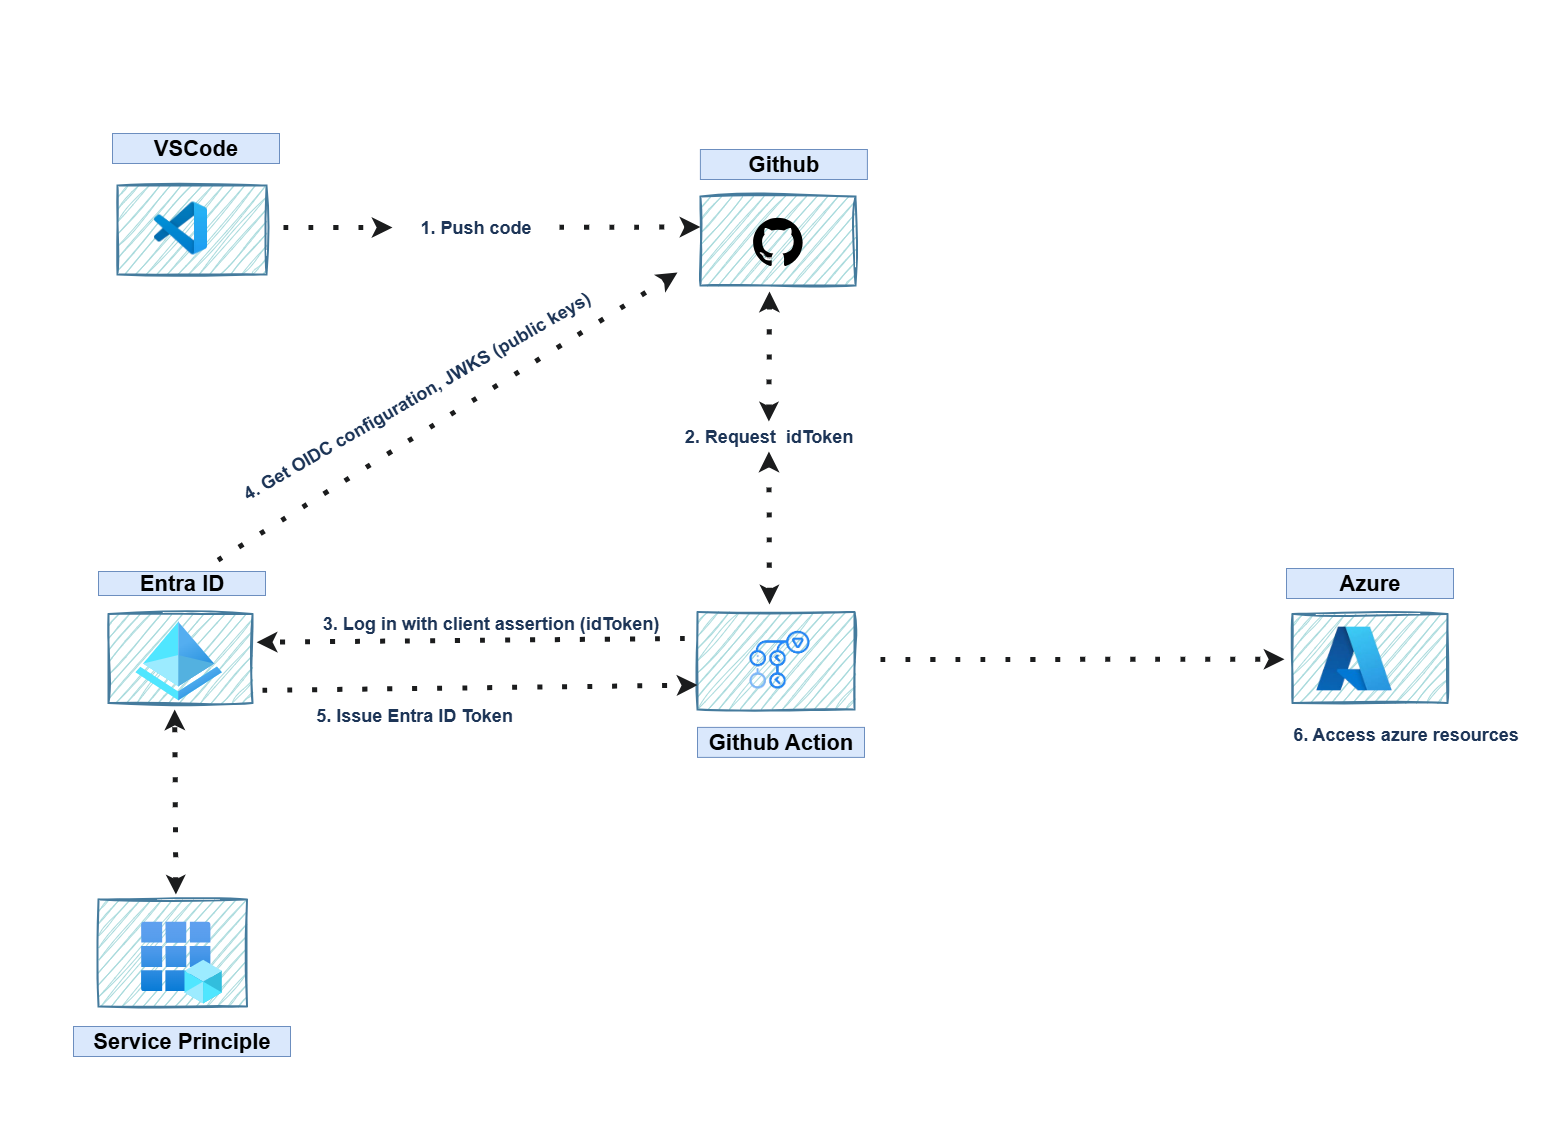 VSCode
Github
1. Push code
4. Get OIDC configuration, JWKS (public keys)
2. Request idToken
Entra ID
Azure
3. Log in with client assertion (idToken)
5. Issue Entra ID Token
Github Action
6. Access azure resources
Service Principle